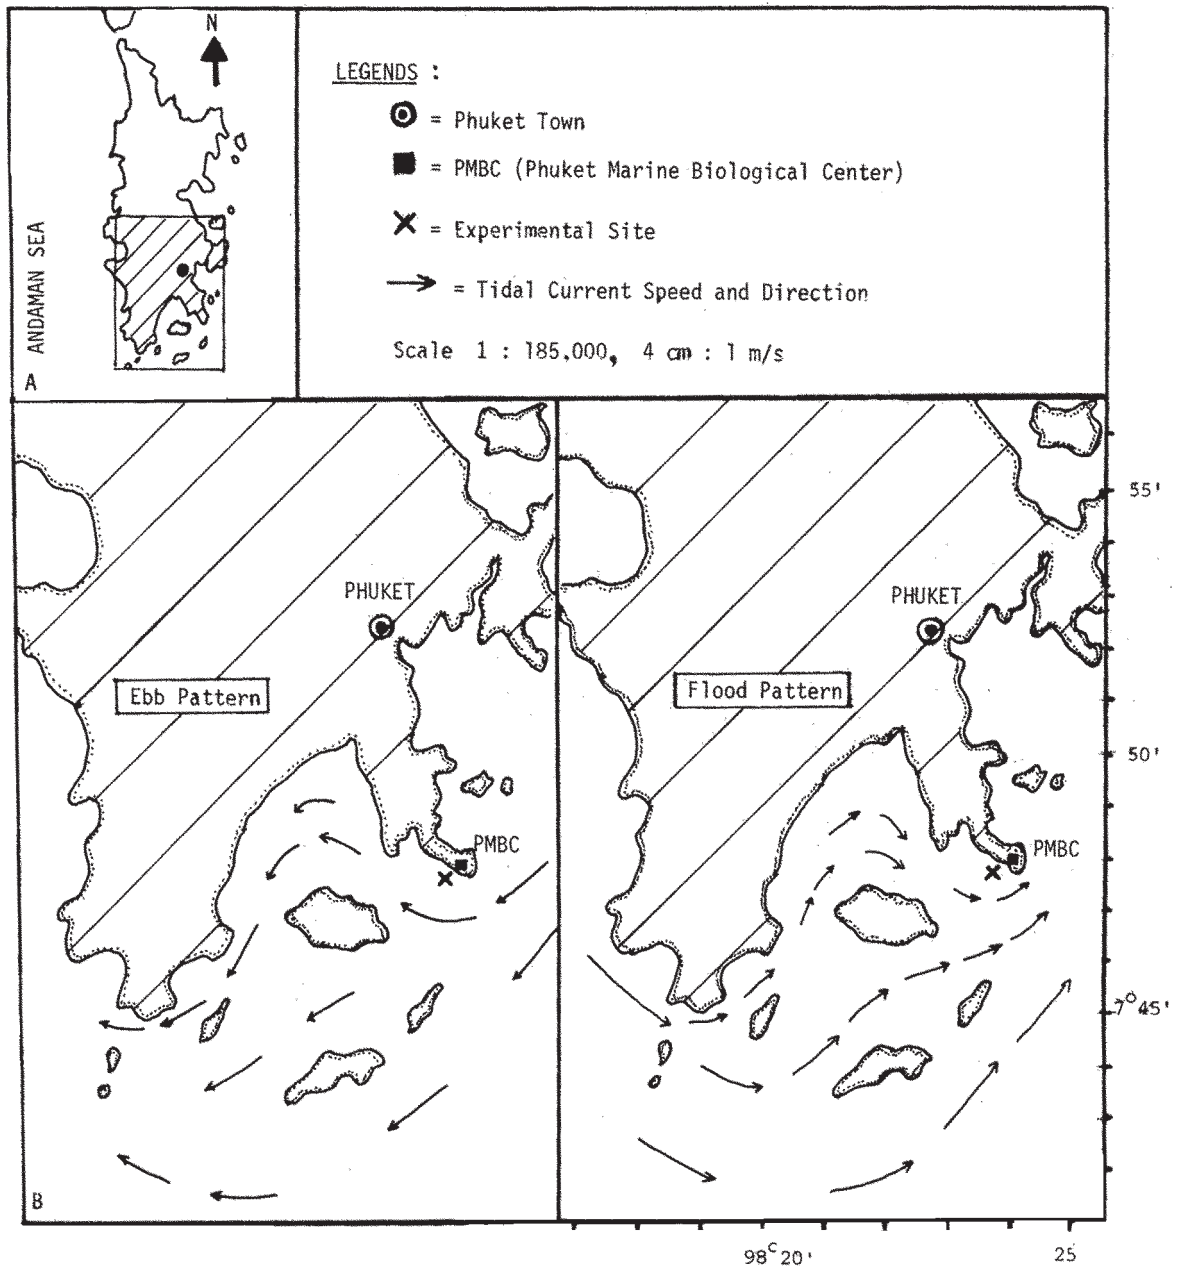 N
LEGENDS :
= Phuket Town
= PMBC (Phuket Marine Biological Center)
= Experimental Site
= Tidal Current Speed and Direction
Scale 1 : 185,000, 4 cm : 1 m/s
ANDAMAN SEA
A
55'
PHUKET
PHUKET
Ebb Pattern
Flood Pattern
50'
PMBC
PMBC
7° 45'
B
98° 20'
25